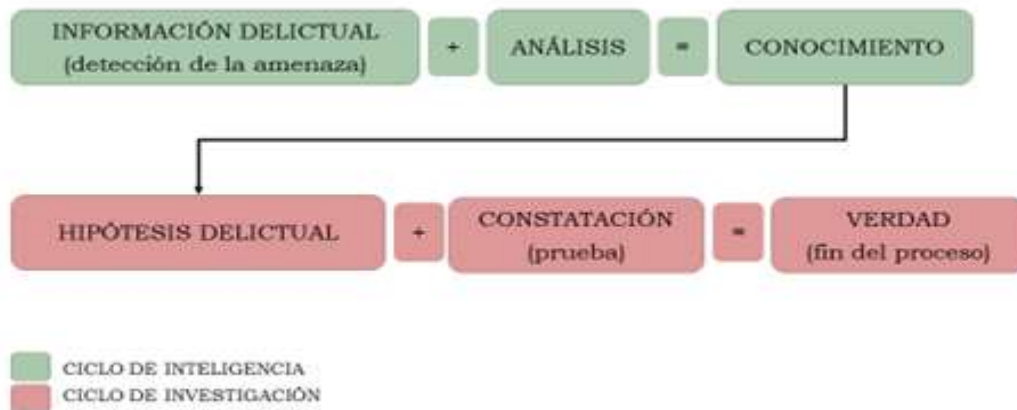 INFORMACIÓN DELICTUAL + ANÁLISIS = CONOCIMIENTO
(detección de la amenaza)
HIPÓTESIS DELICTUAL + CONSTATACIÓN = VERDAD
(prueba) (fin del proceso)
CICLO DE INTELIGENCIA
CICLO DE INVESTIGACIÓN